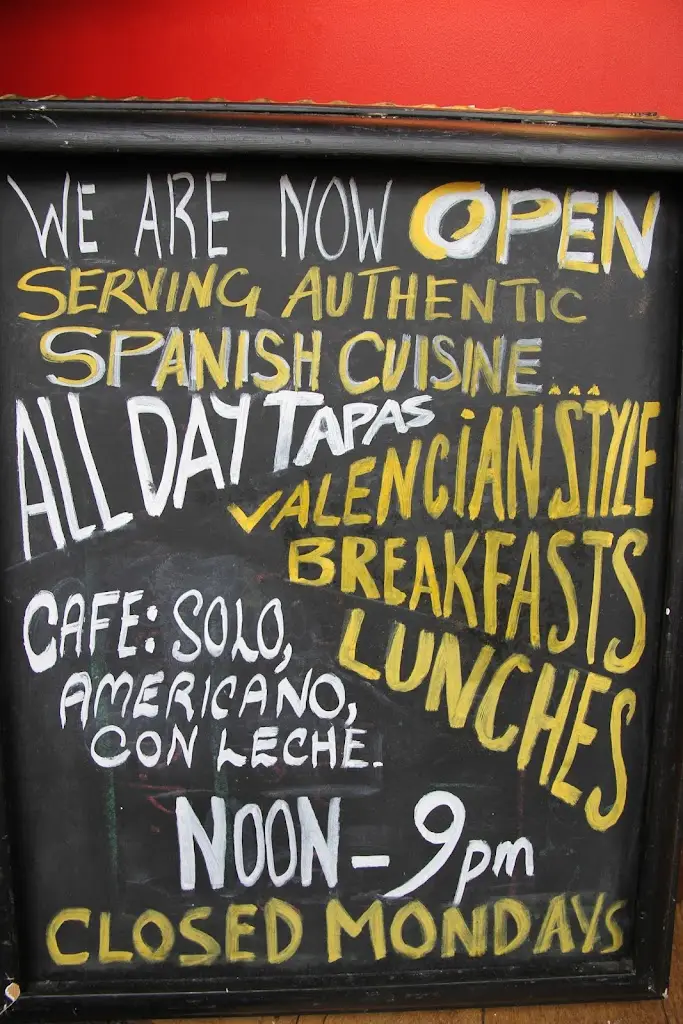 WE ARE NOW OPEN
SERVING AUTHENTIC
SPANISH CUISINE...
ALL DAY TAPAS
VALENCIAN STYLE
BREAKFASTS
LUNCHES
CAFE: SOLO,
AMERICANO,
CON LECHE.
NOON - 9pm
CLOSED MONDAYS